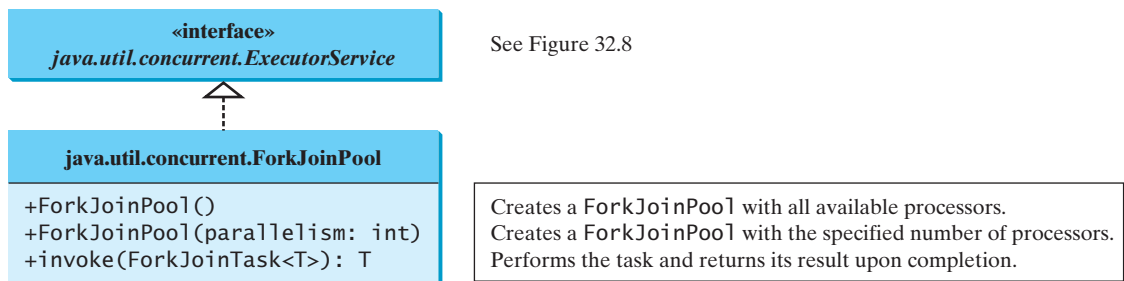 «interface»
java.util.concurrent.ExecutorService
See Figure 32.8
java.util.concurrent.ForkJoinPool
+ForkJoinPool()
+ForkJoinPool(parallelism: int)
+invoke(ForkJoinTask<T>): T
Creates a ForkJoinPool with all available processors.
Creates a ForkJoinPool with the specified number of processors.
Performs the task and returns its result upon completion.